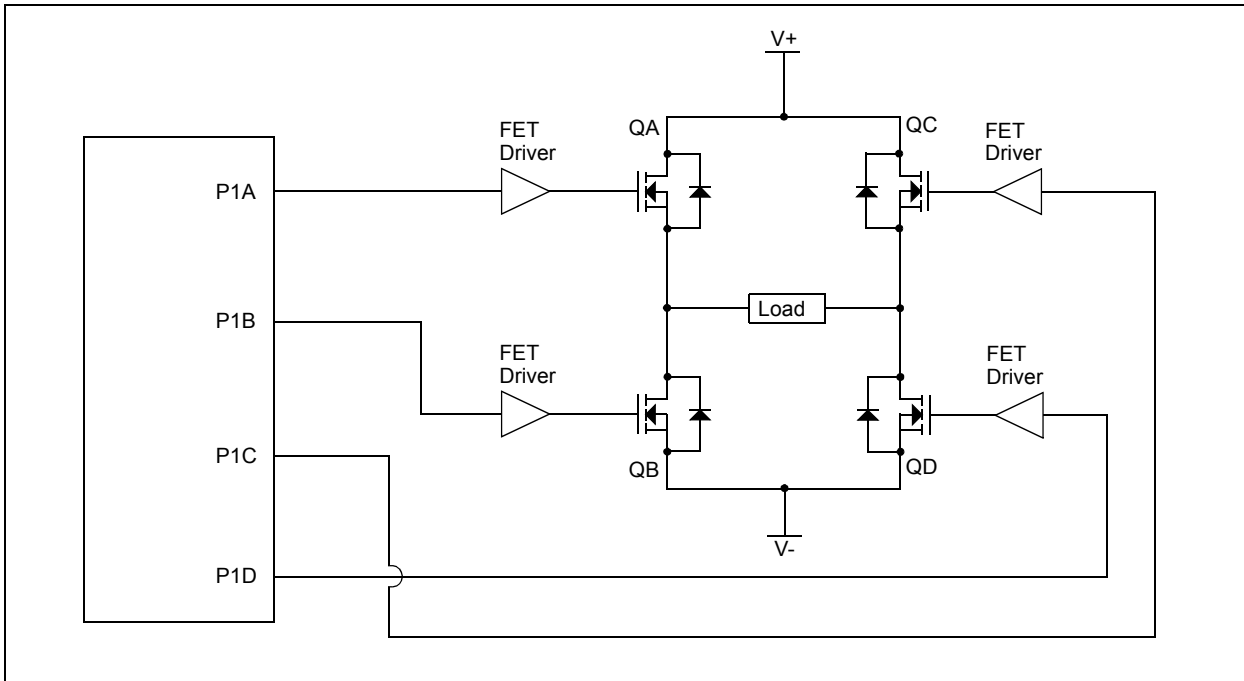 V+
QA
QC
FET
Driver
FET
Driver
P1A
P1B
Load
FET
Driver
FET
Driver
P1C
QB
QD
V-
P1D